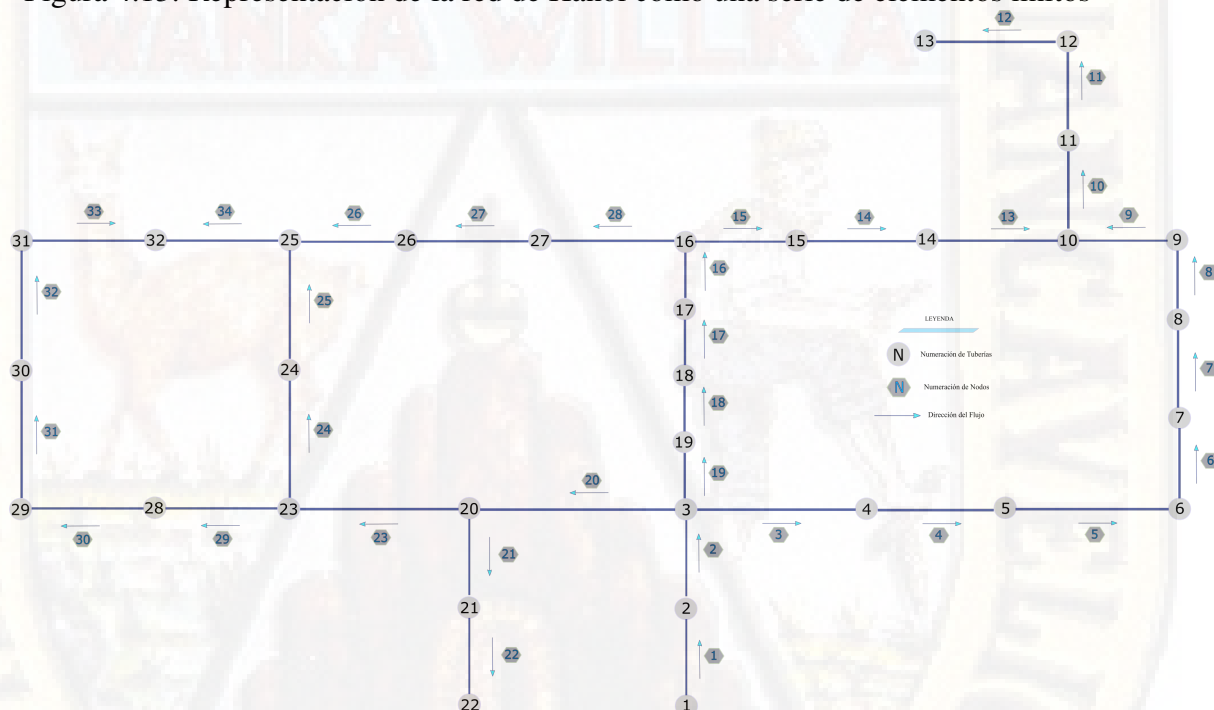 Figura 4.13: Representación de la red de Hanoi como una serie de elementos finitos
WANKA WILLKA
12
13 12
11
11
10
33 34 26 27 28 15 14 13 9
31 32 25 26 27 16 15 14 10 9
16 8
32 25
17 8
LEYENDA
17 7
N Numeración de Tuberías
30 24 18
N Numeración de Nodos
18
7
Dirección del Flujo
31 24
19
6
19
20
29 28 23 20 3 4 5 6
30 29 23 3 4 5
21 2
21 2
22 1
22 1
HUANCAVELI